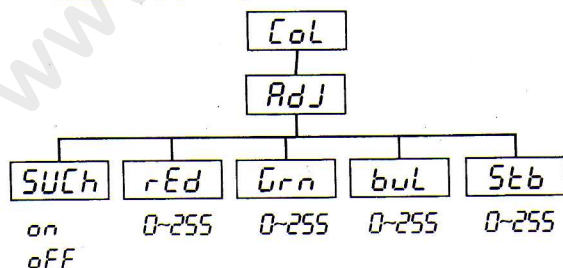 CoL
AdJ
SUCh rEd Grn buL Stb
on 0~255 0~255 0~255 0~255
oFF